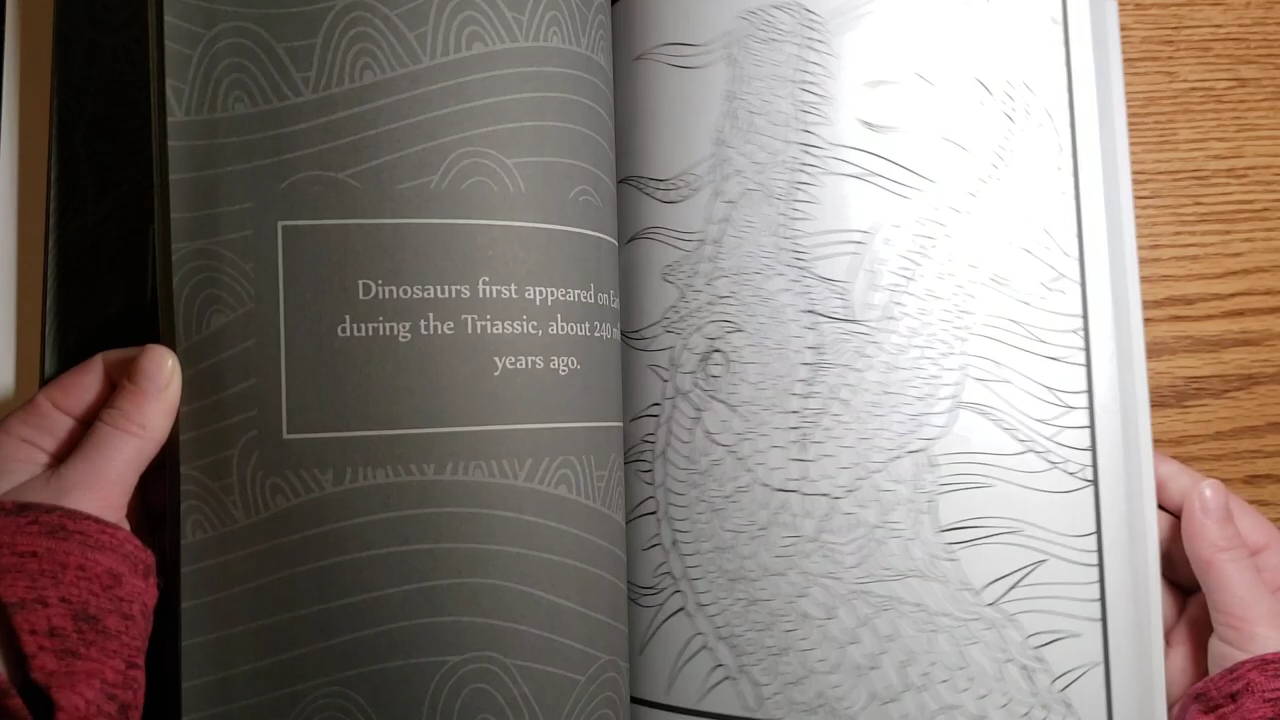 Dinosaurs first appeared on
during the Triassic, about 240
years ago.